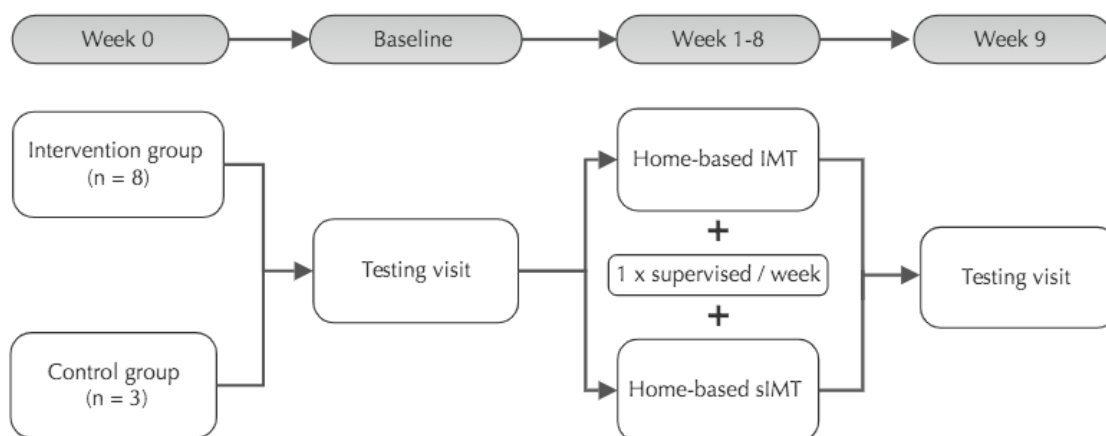 Week 0
Baseline
Week 1-8
Week 9
Intervention group
(n = 8)
Control group
(n = 3)
Testing visit
Home-based IMT
+
1 x supervised / week
+
Home-based sIMT
Testing visit